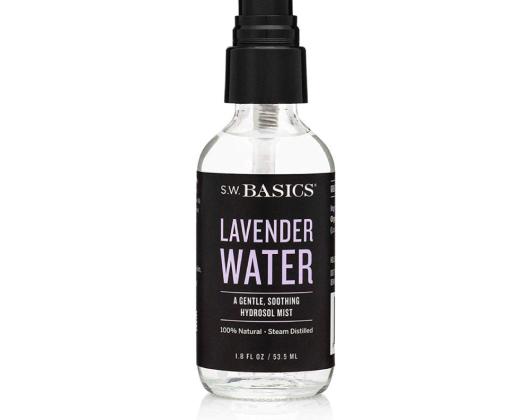 S.W. BASICS®
LAVENDER
WATER
A GENTLE, SOOTHING
HYDROSOL MIST
100% Natural • Steam Distilled
1.8 FL OZ / 53.5 ML